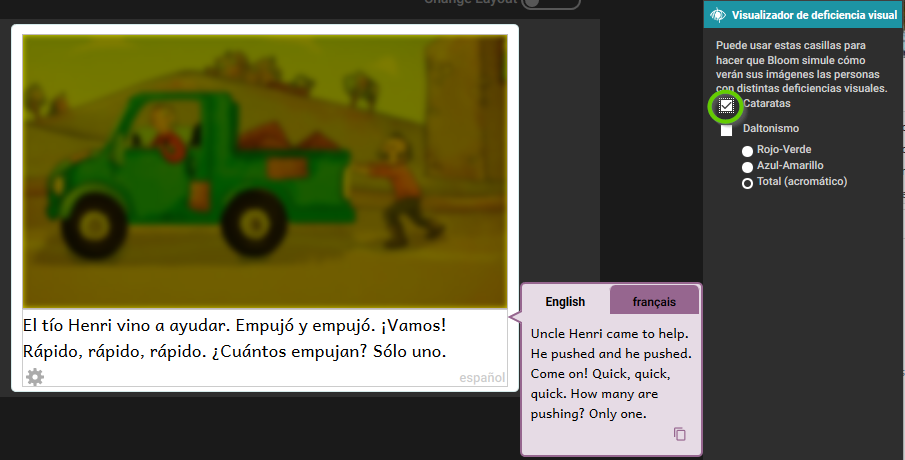 Change Layout
El tío Henri vino a ayudar. Empujó y empujó. ¡Vamos!
Rápido, rápido, rápido. ¿Cuántos empujan? Sólo uno.
español
English
français
Uncle Henri came to help.
He pushed and he pushed.
Come on! Quick, quick,
quick. How many are
pushing? Only one.
Visualizador de deficiencia visual
Puede usar estas casillas para
hacer que Bloom simule cómo
verán sus imágenes las personas
con distintas deficiencias visuales.
Cataratas
Daltonismo
Rojo-Verde
Azul-Amarillo
Total (acromático)